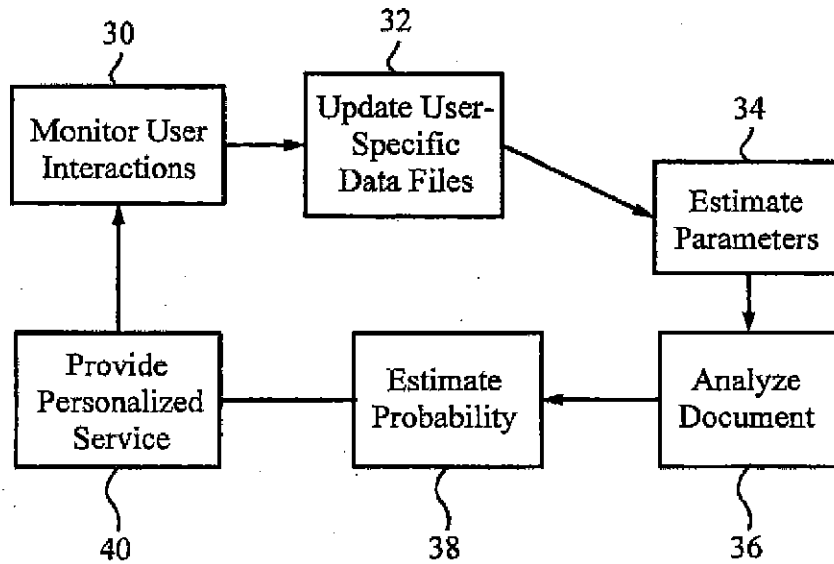 30
32
34
Monitor User
Interactions
Update User-
Specific
Data Files
Estimate
Parameters
Provide
Personalized
Service
Estimate
Probability
Analyze
Document
40
38
36